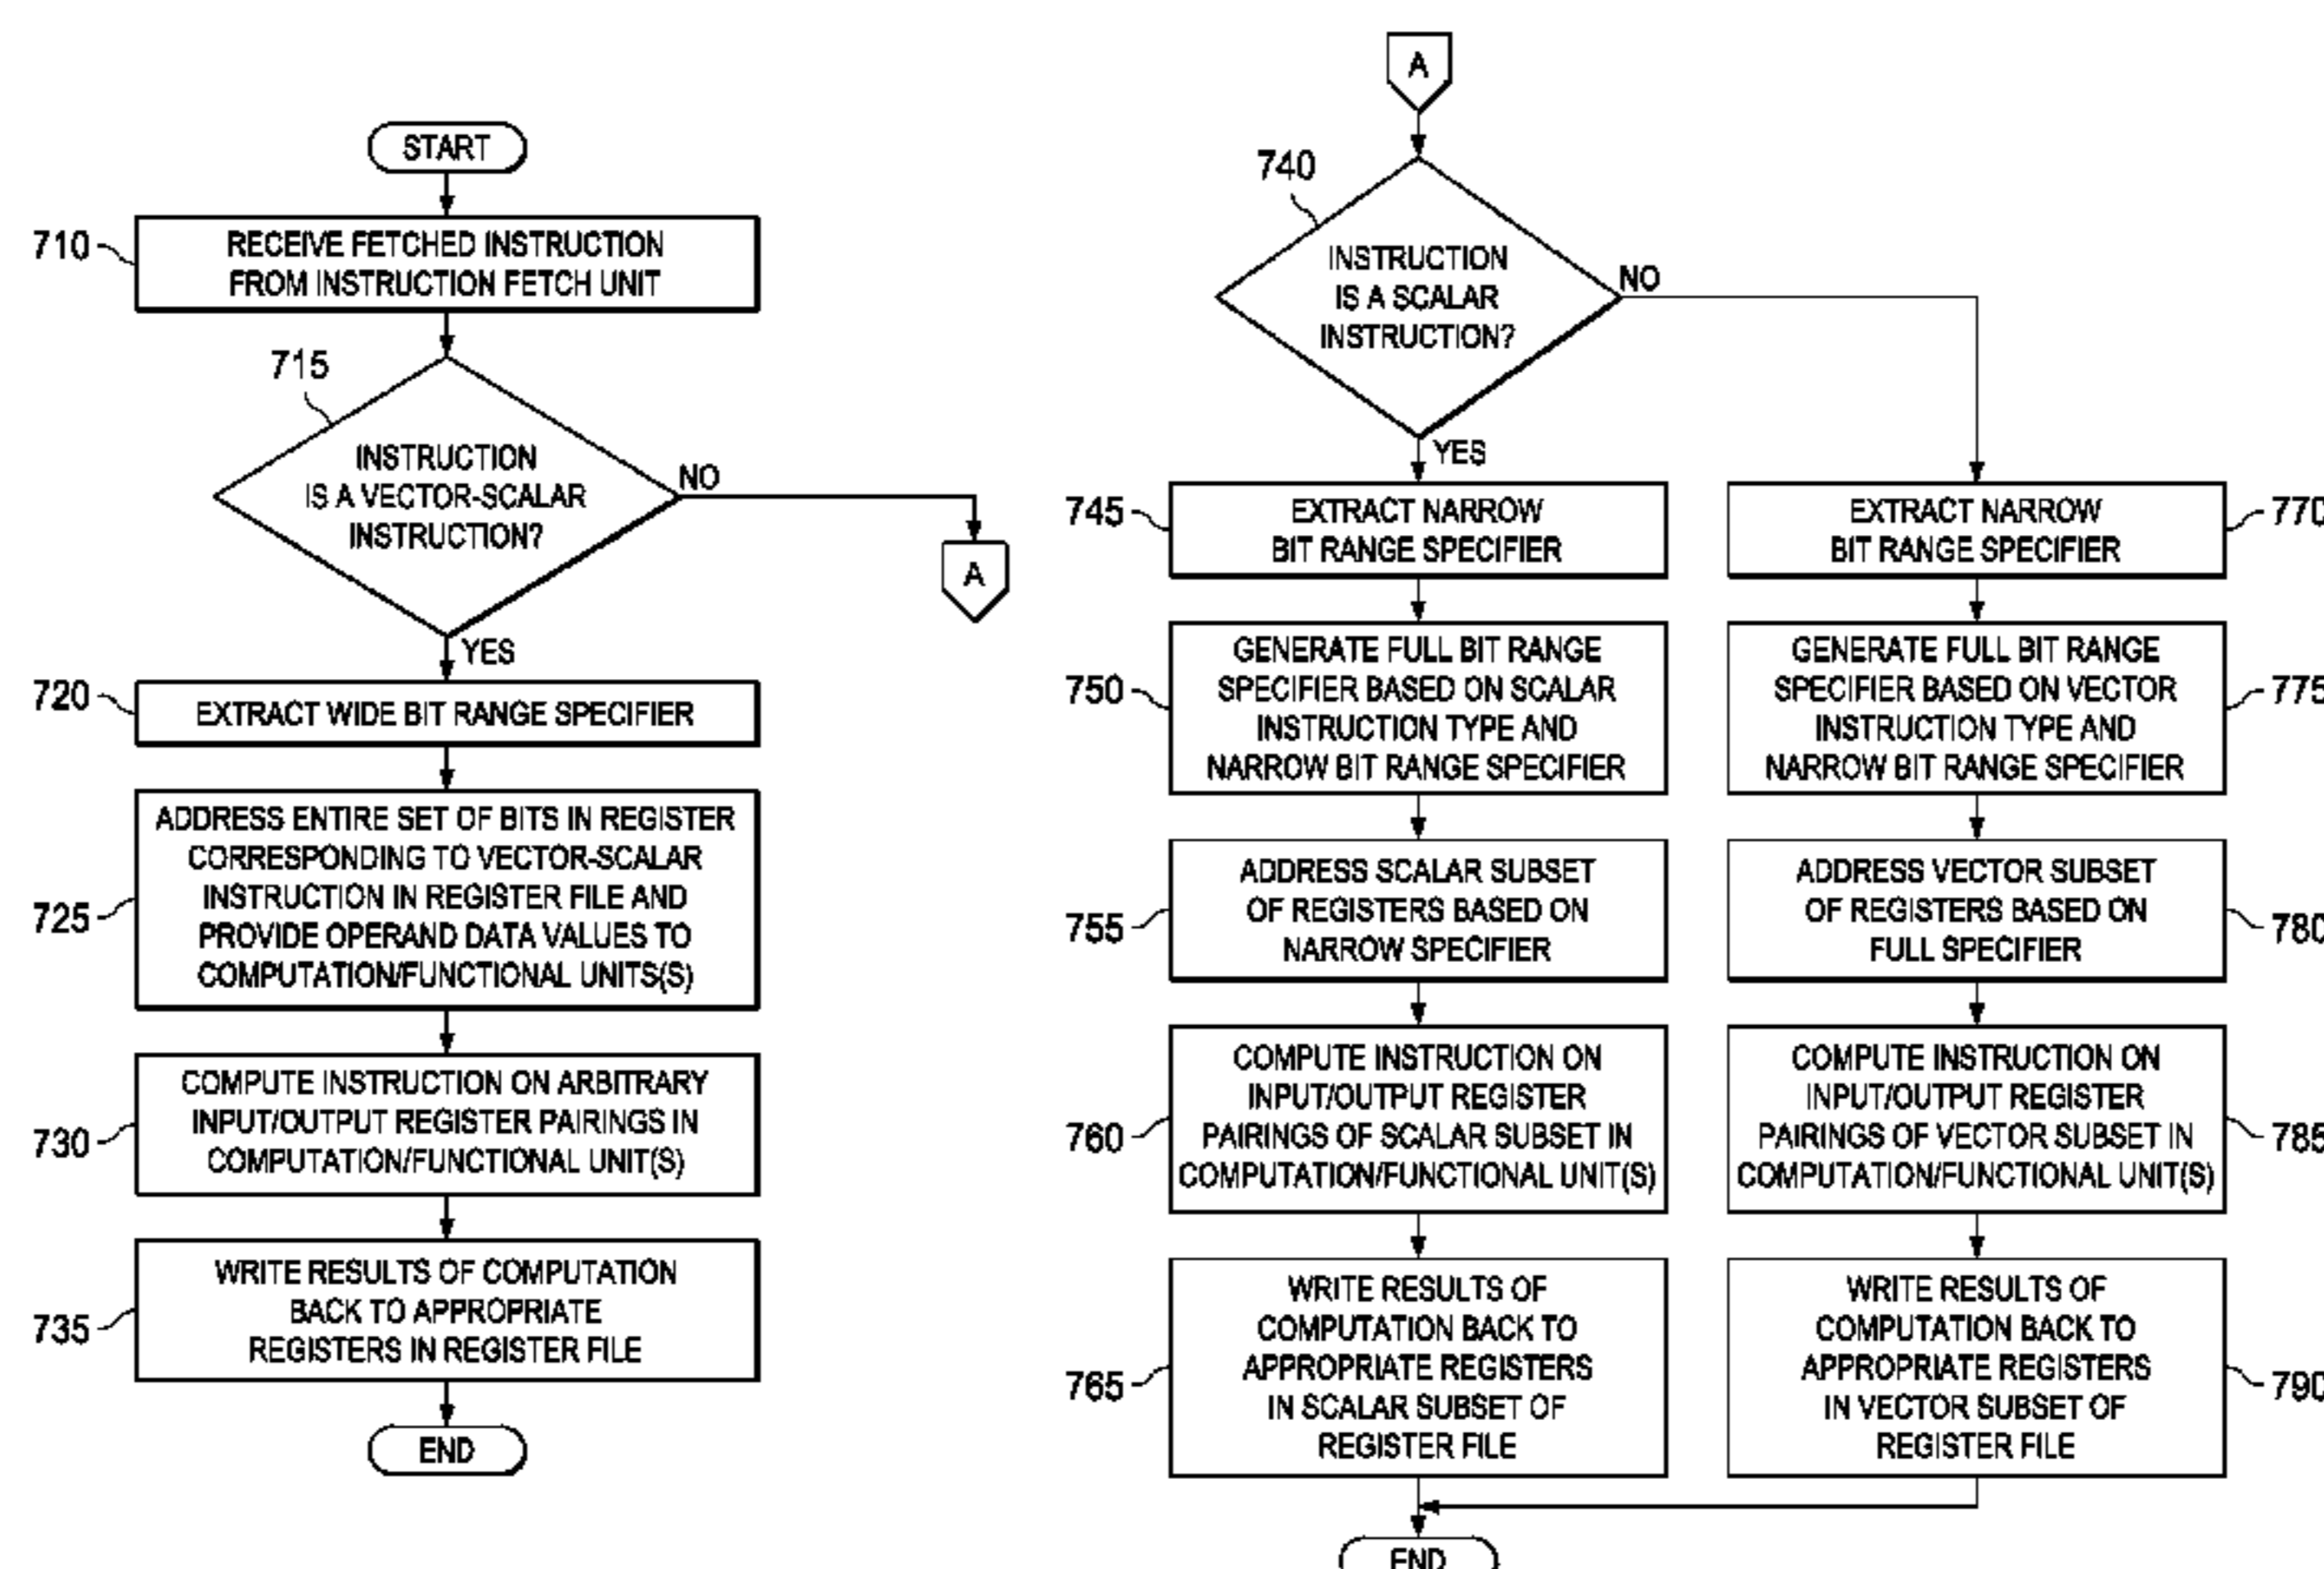 START
710
RECEIVE FETCHED INSTRUCTION
FROM INSTRUCTION FETCH UNIT
715
INSTRUCTION
IS A VECTOR-SCALAR
INSTRUCTION?
NO
A
YES
720
EXTRACT WIDE BIT RANGE SPECIFIER
725
ADDRESS ENTIRE SET OF BITS IN REGISTER
CORRESPONDING TO VECTOR-SCALAR
INSTRUCTION IN REGISTER FILE AND
PROVIDE OPERAND DATA VALUES TO
COMPUTATION/FUNCTIONAL UNITS(S)
730
COMPUTE INSTRUCTION ON ARBITRARY
INPUT/OUTPUT REGISTER PAIRINGS IN
COMPUTATION/FUNCTIONAL UNIT(S)
735
WRITE RESULTS OF COMPUTATION
BACK TO APPROPRIATE
REGISTERS IN REGISTER FILE
END
A
740
INSTRUCTION
IS A SCALAR
INSTRUCTION?
NO
YES
745
EXTRACT NARROW
BIT RANGE SPECIFIER
750
GENERATE FULL BIT RANGE
SPECIFIER BASED ON SCALAR
INSTRUCTION TYPE AND
NARROW BIT RANGE SPECIFIER
755
ADDRESS SCALAR SUBSET
OF REGISTERS BASED ON
NARROW SPECIFIER
760
COMPUTE INSTRUCTION ON
INPUT/OUTPUT REGISTER
PAIRINGS OF SCALAR SUBSET IN
COMPUTATION/FUNCTIONAL UNIT(S)
765
WRITE RESULTS OF
COMPUTATION BACK TO
APPROPRIATE REGISTERS
IN SCALAR SUBSET OF
REGISTER FILE
EXTRACT NARROW
BIT RANGE SPECIFIER
770
GENERATE FULL BIT RANGE
SPECIFIER BASED ON VECTOR
INSTRUCTION TYPE AND
NARROW BIT RANGE SPECIFIER
775
ADDRESS VECTOR SUBSET
OF REGISTERS BASED ON
FULL SPECIFIER
780
COMPUTE INSTRUCTION ON
INPUT/OUTPUT REGISTER
PAIRINGS OF VECTOR SUBSET IN
COMPUTATION/FUNCTIONAL UNIT(S)
785
WRITE RESULTS OF
COMPUTATION BACK TO
APPROPRIATE REGISTERS
IN VECTOR SUBSET OF
REGISTER FILE
790
END